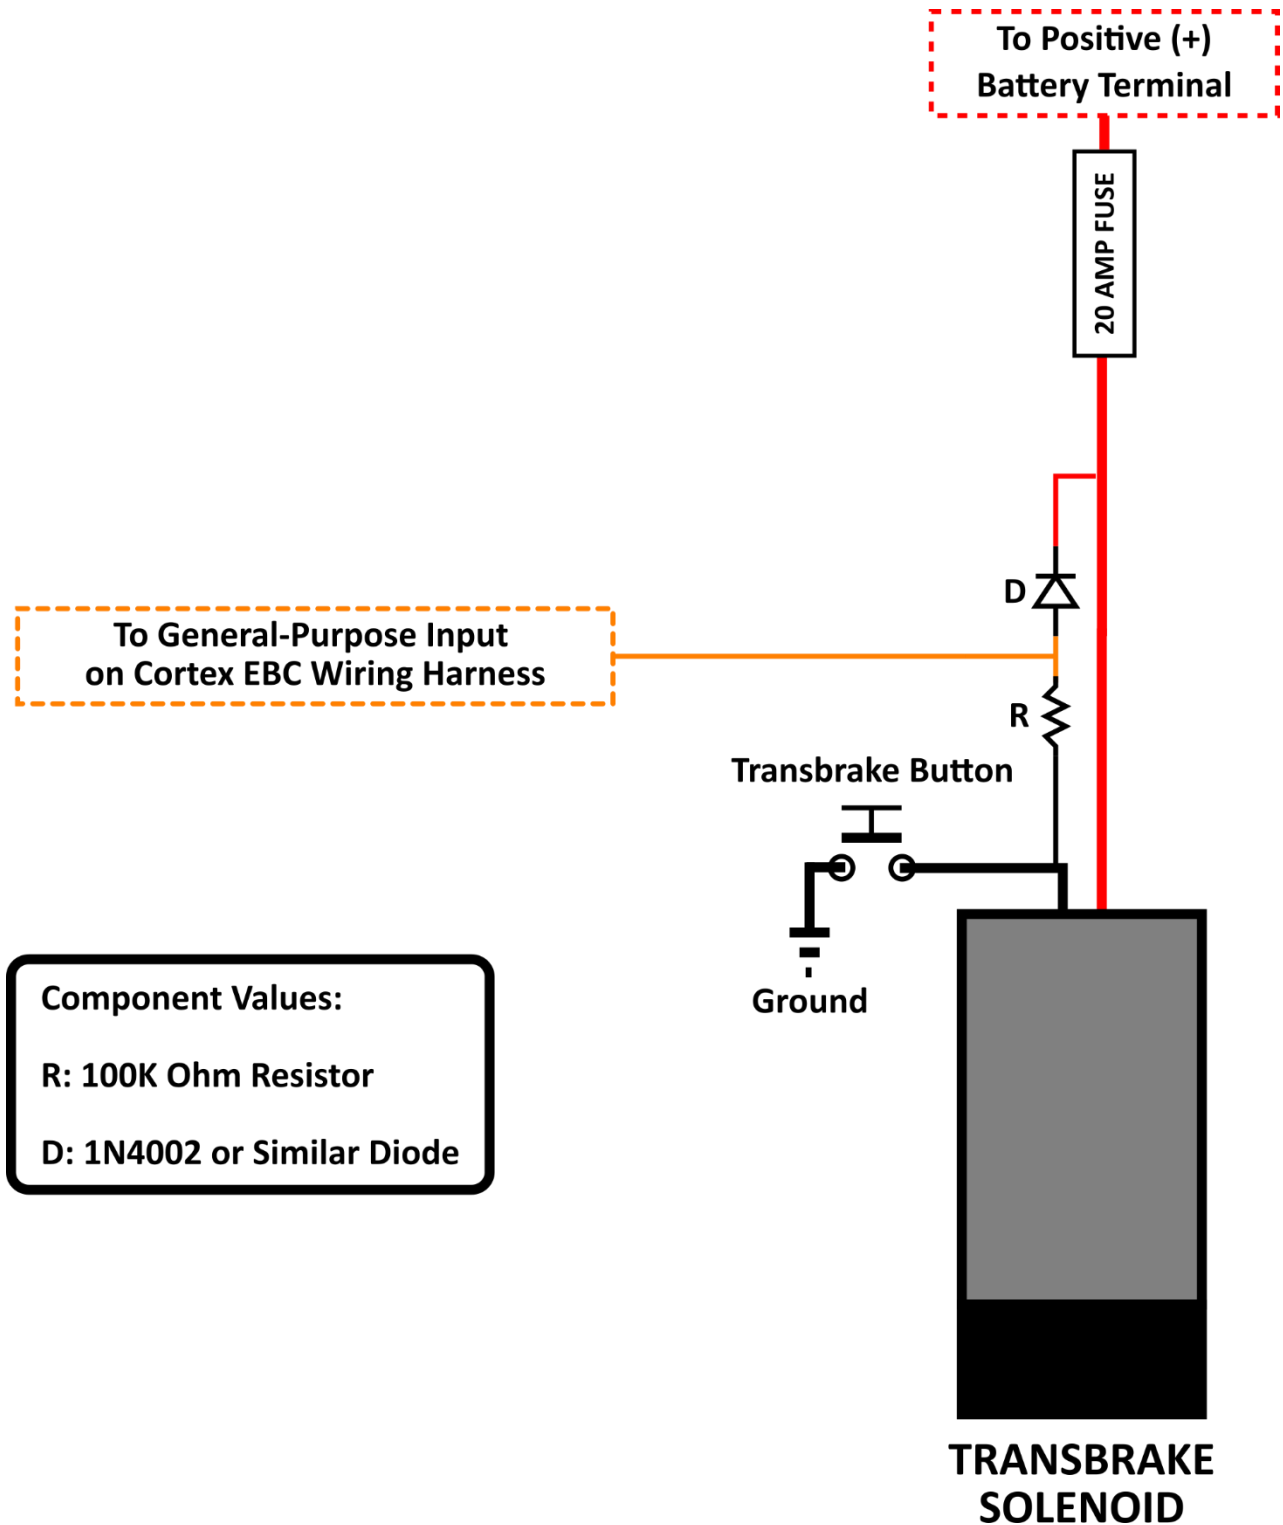 To Positive (+)
Battery Terminal
20 AMP FUSE
D
To General-Purpose Input
on Cortex EBC Wiring Harness
R
Transbrake Button
Ground
Component Values:
R: 100K Ohm Resistor
D: 1N4002 or Similar Diode
TRANSBRAKE
SOLENOID